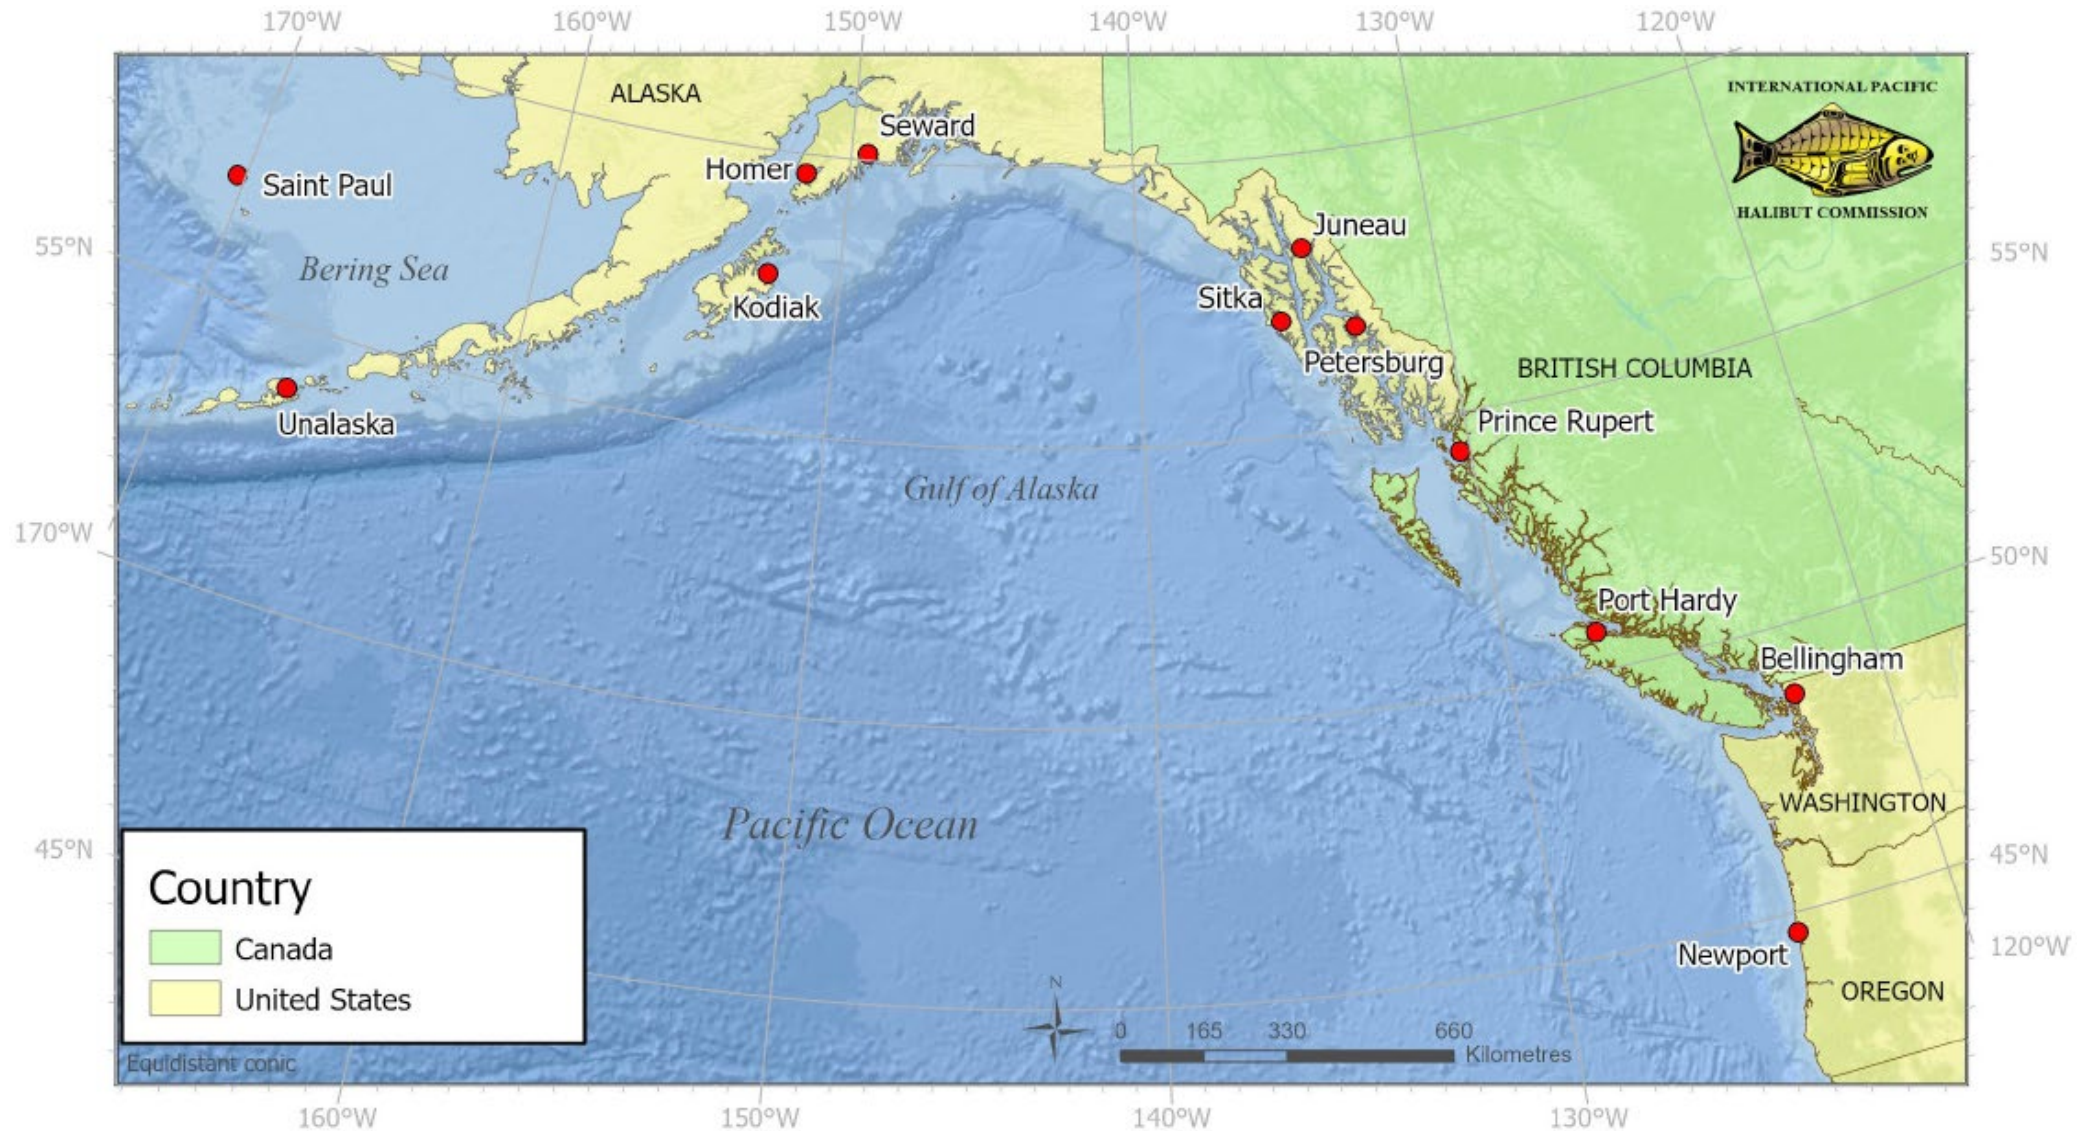 170°W
160°W
150°W
140°W
130°W
120°W
ALASKA
INTERNATIONAL PACIFIC
HALIBUT COMMISSION
Seward
Homer
Saint Paul
Juneau
55°N
55°N
Bering Sea
Kodiak
Sitka
Petersburg
BRITISH COLUMBIA
Unalaska
Prince Rupert
Gulf of Alaska
170°W
50°N
Port Hardy
Bellingham
WASHINGTON
Pacific Ocean
45°N
45°N
Country
Canada
United States
Newport
120°W
OREGON
N
0 165 330 660
Kilometres
Equidistant conic
160°W
150°W
140°W
130°W